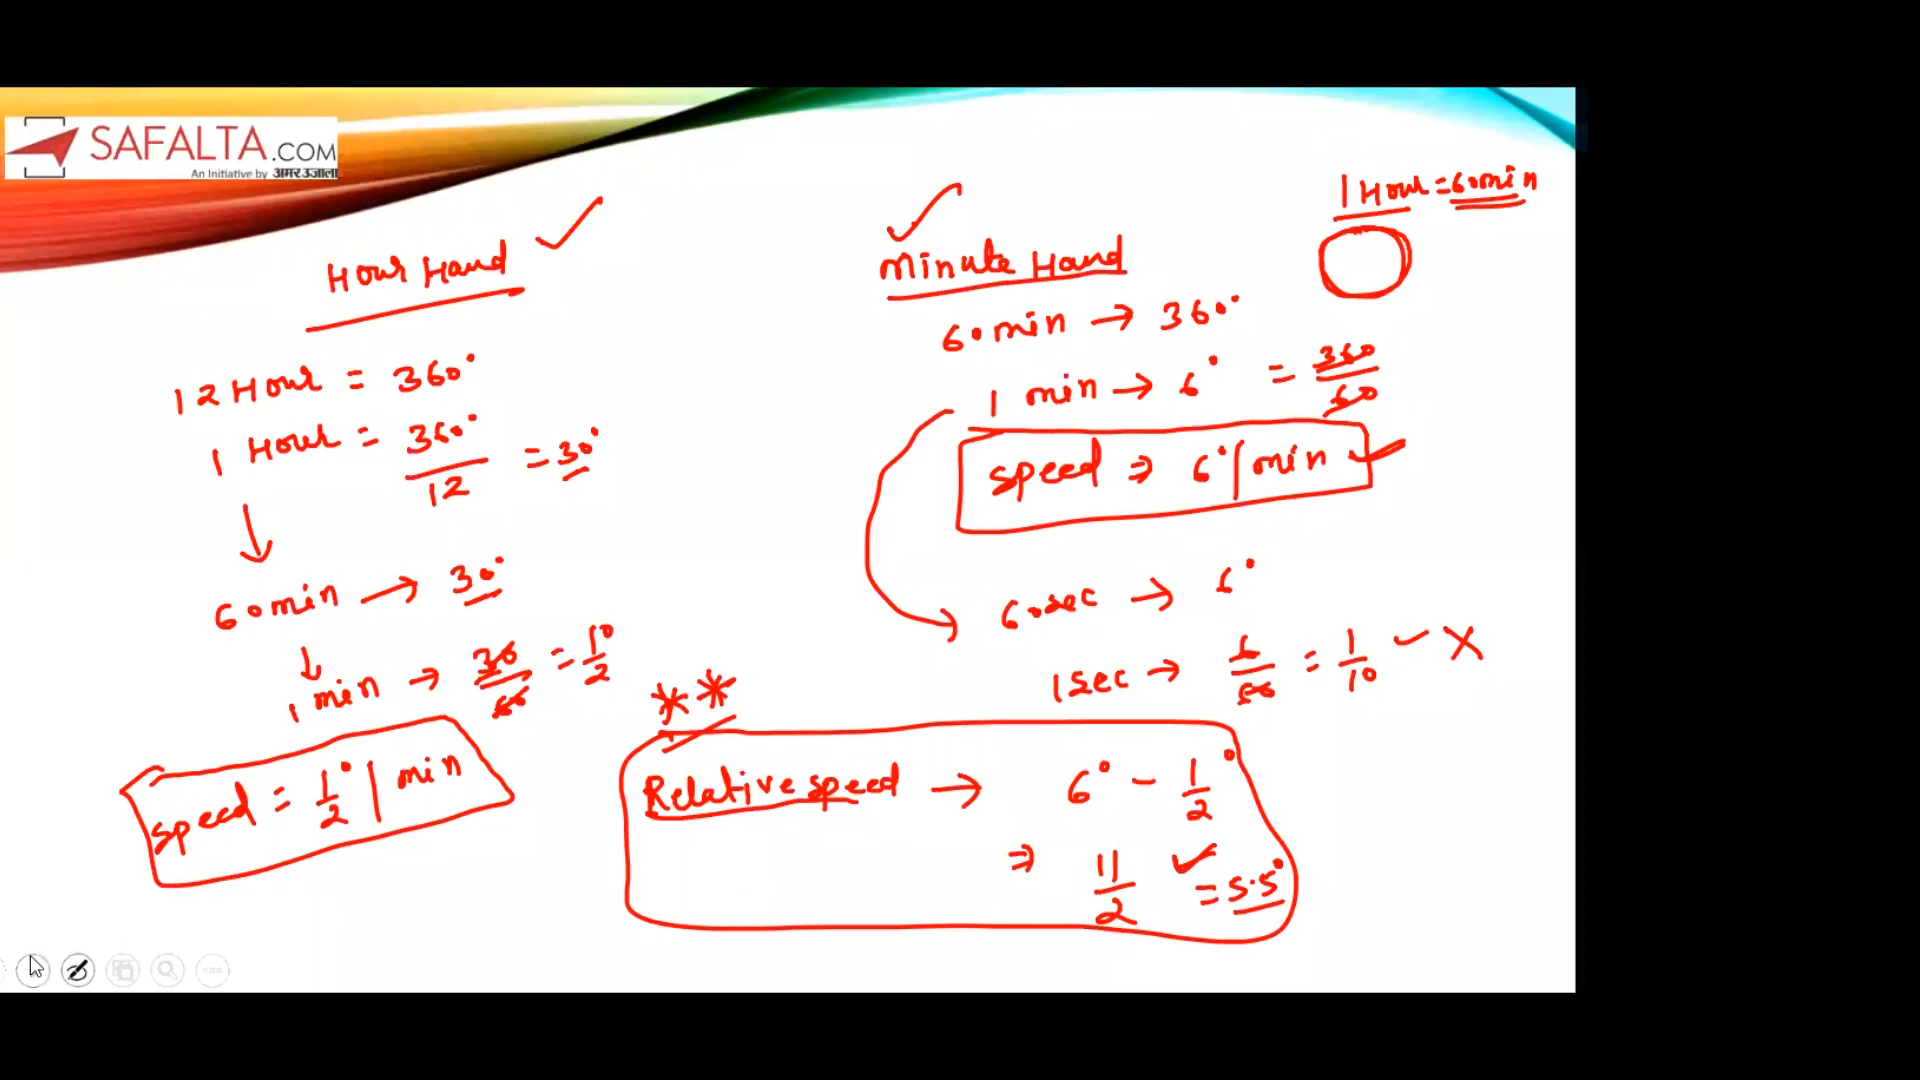 SAFALTA.COM
An Initiative by अमर उजाला
1 Hour = 60 min
Hour Hand
12 Hour = 360°
1 Hour = 360°/12 = 30°
60 min → 30°
1 min → 30/60 = 1/2°
speed = 1/2° | min
Minute Hand
60 min → 360°
1 min → 6° = 360/60
speed ⇒ 6° | min
60 sec → 6°
1 sec → 6/60 = 1/10
**
Relative speed → 6° - 1/2°
⇒ 11/2 = 5.5°